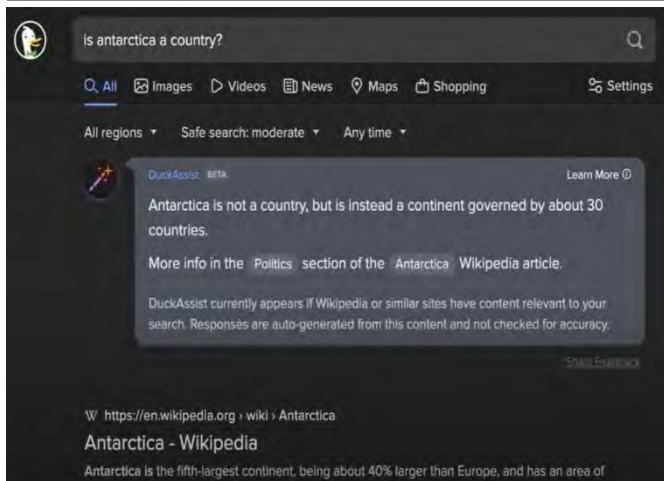 is antarctica a country?
All Images Videos News Maps Shopping Settings
All regions Safe search: moderate Any time
DuckAssist BETA Learn More
Antarctica is not a country, but is instead a continent governed by about 30
countries.
More info in the Politics section of the Antarctica Wikipedia article.
DuckAssist currently appears if Wikipedia or similar sites have content relevant to your
search. Responses are auto-generated from this content and not checked for accuracy.
Share Feedback
W https://en.wikipedia.org › wiki › Antarctica
Antarctica - Wikipedia
Antarctica is the fifth-largest continent, being about 40% larger than Europe, and has an area of